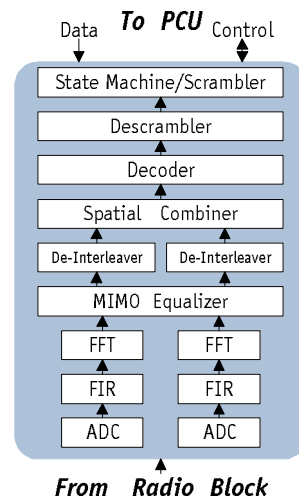 To PCU
Data Control
State Machine/Scrambler
Descrambler
Decoder
Spatial Combiner
De-Interleaver De-Interleaver
MIMO Equalizer
FFT FFT
FIR FIR
ADC ADC
From Radio Block